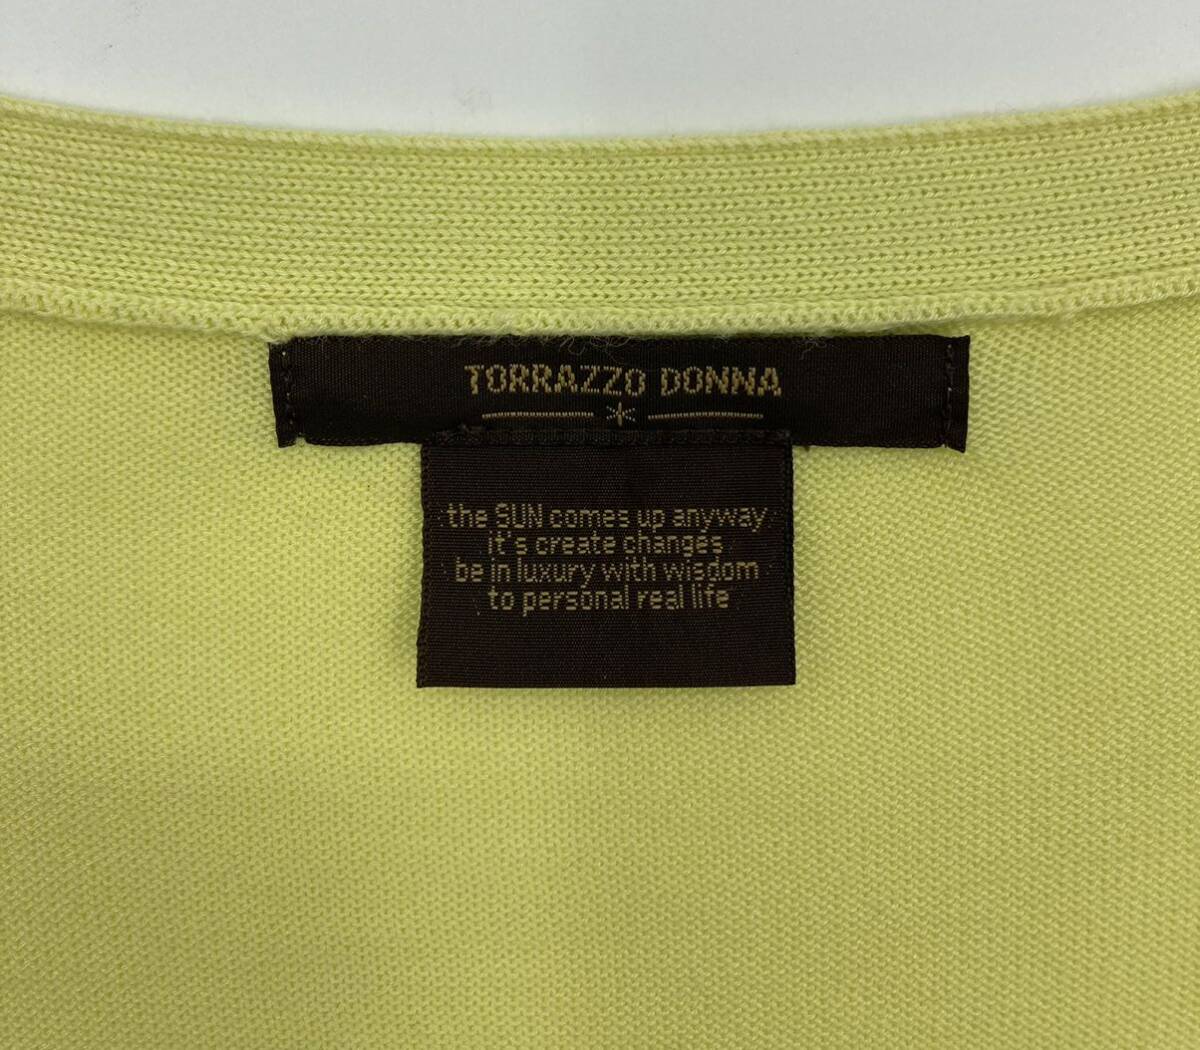 TORRAZZO DONNA
the SUN comes up anyway
it's create changes
be in luxury with wisdom
to personal real life